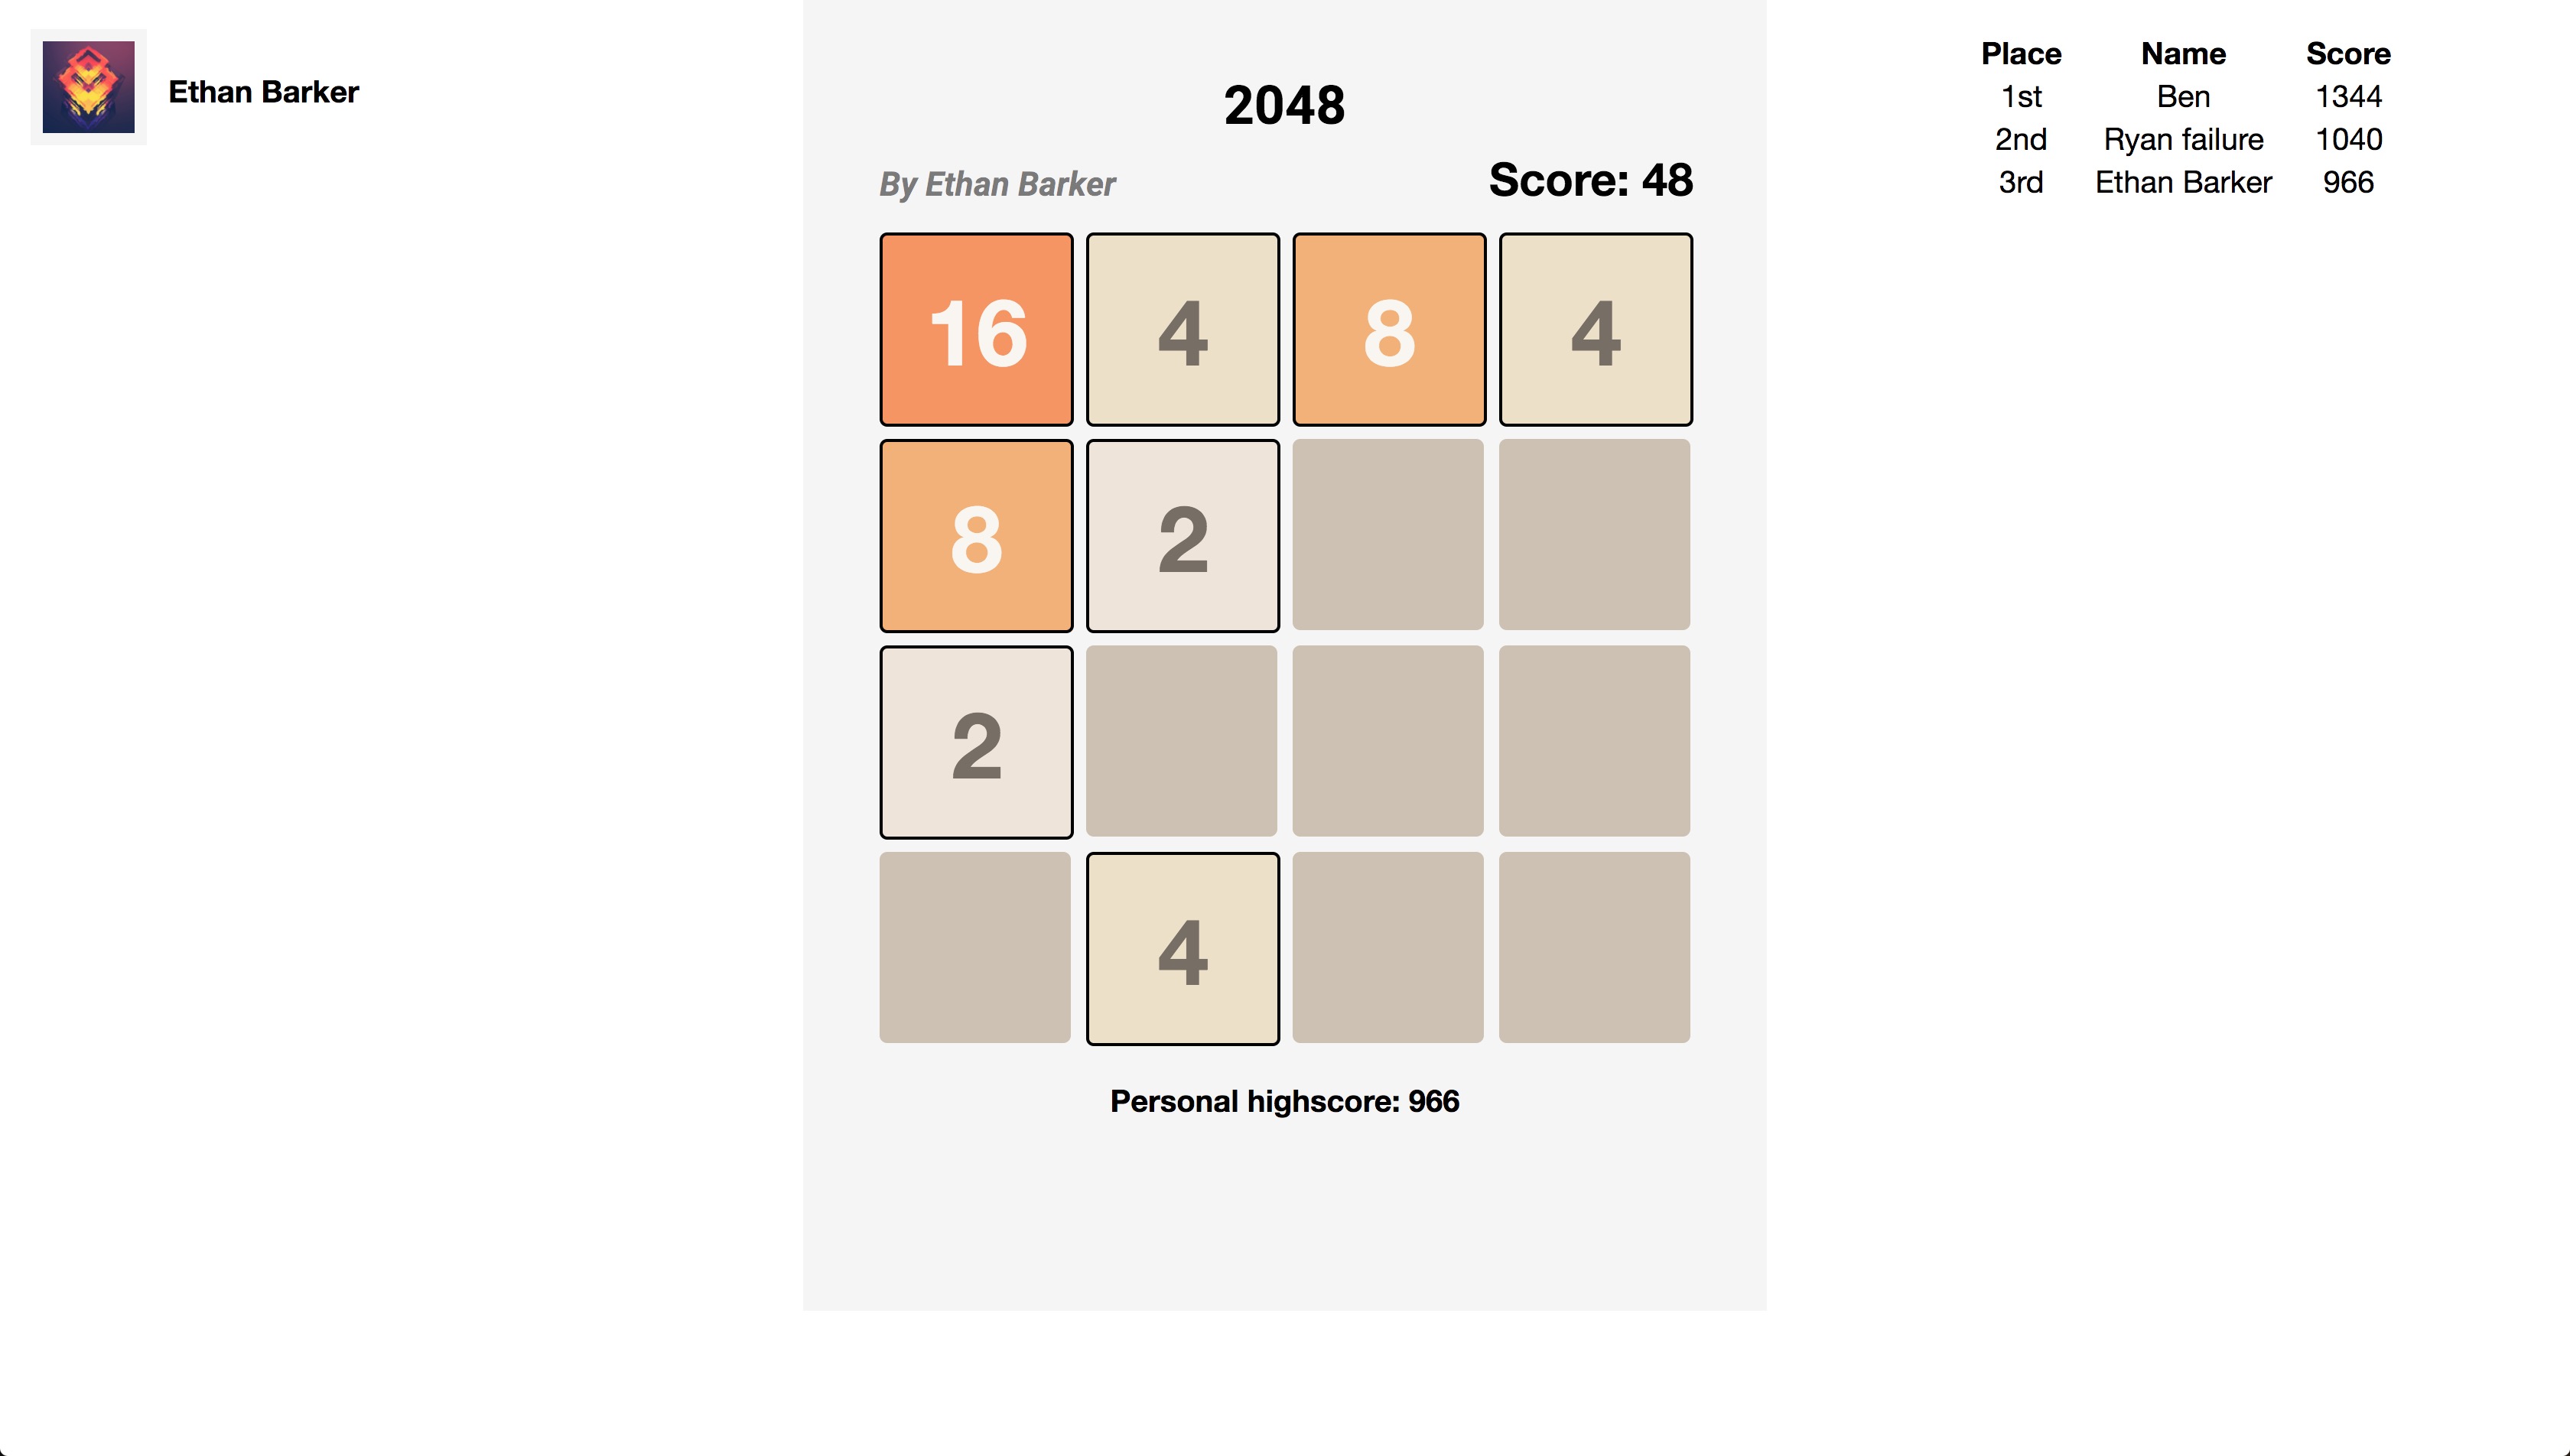 Ethan Barker
2048
By Ethan Barker
Score: 48
16 4 8 4
8 2
2
4
Personal highscore: 966
Place Name Score
1st Ben 1344
2nd Ryan failure 1040
3rd Ethan Barker 966